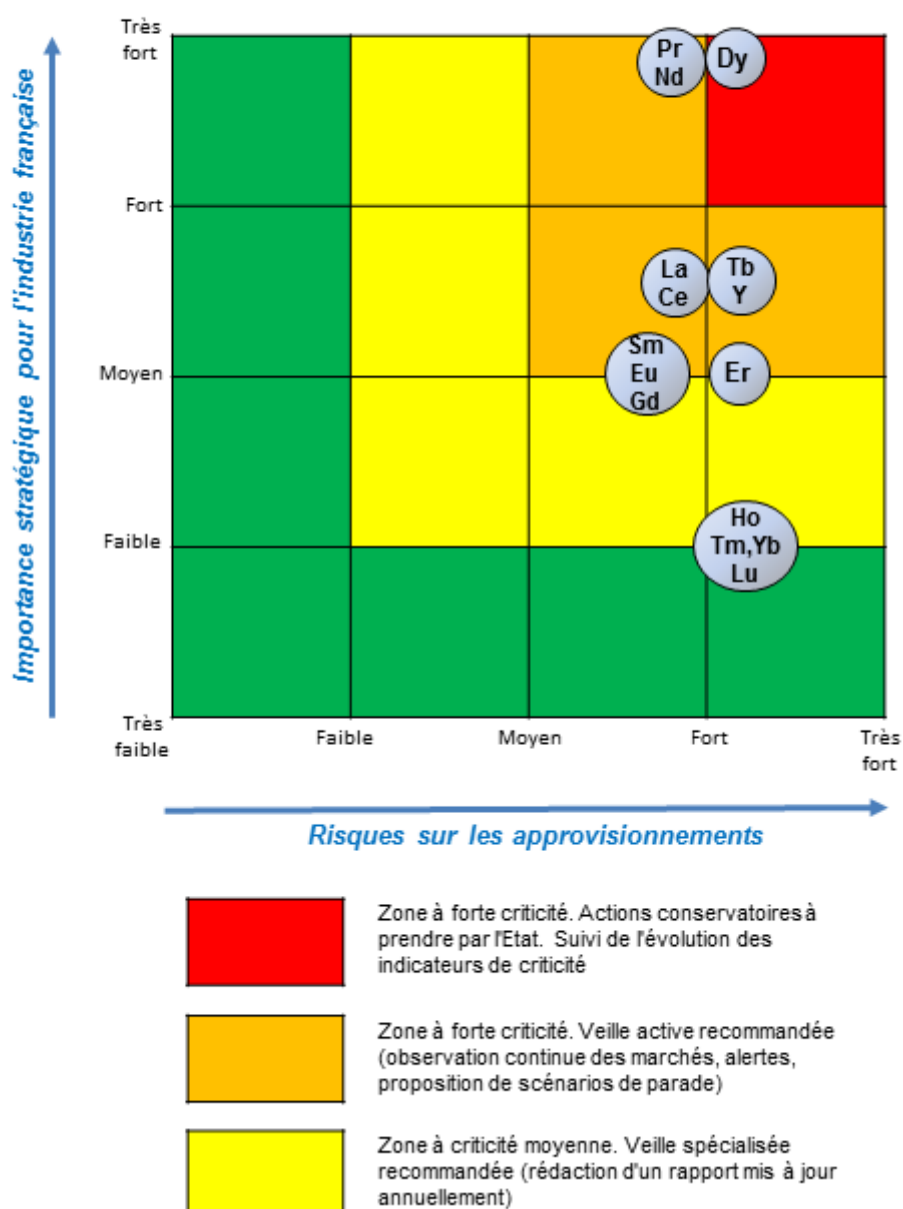 Importance stratégique pour l'industrie française
Très
fort
Pr
Nd
Dy
Fort
La
Ce
Tb
Y
Moyen
Sm
Eu
Gd
Er
Faible
Ho
Tm,Yb
Lu
Très
faible
Faible
Moyen
Fort
Très
fort
Risques sur les approvisionnements
Zone à forte criticité. Actions conservatoires à
prendre par l'Etat. Suivi de l'évolution des
indicateurs de criticité
Zone à forte criticité. Veille active recommandée
(observation continue des marchés, alertes,
proposition de scénarios de parade)
Zone à criticité moyenne. Veille spécialisée
recommandée (rédaction d'un rapport mis à jour
annuellement)